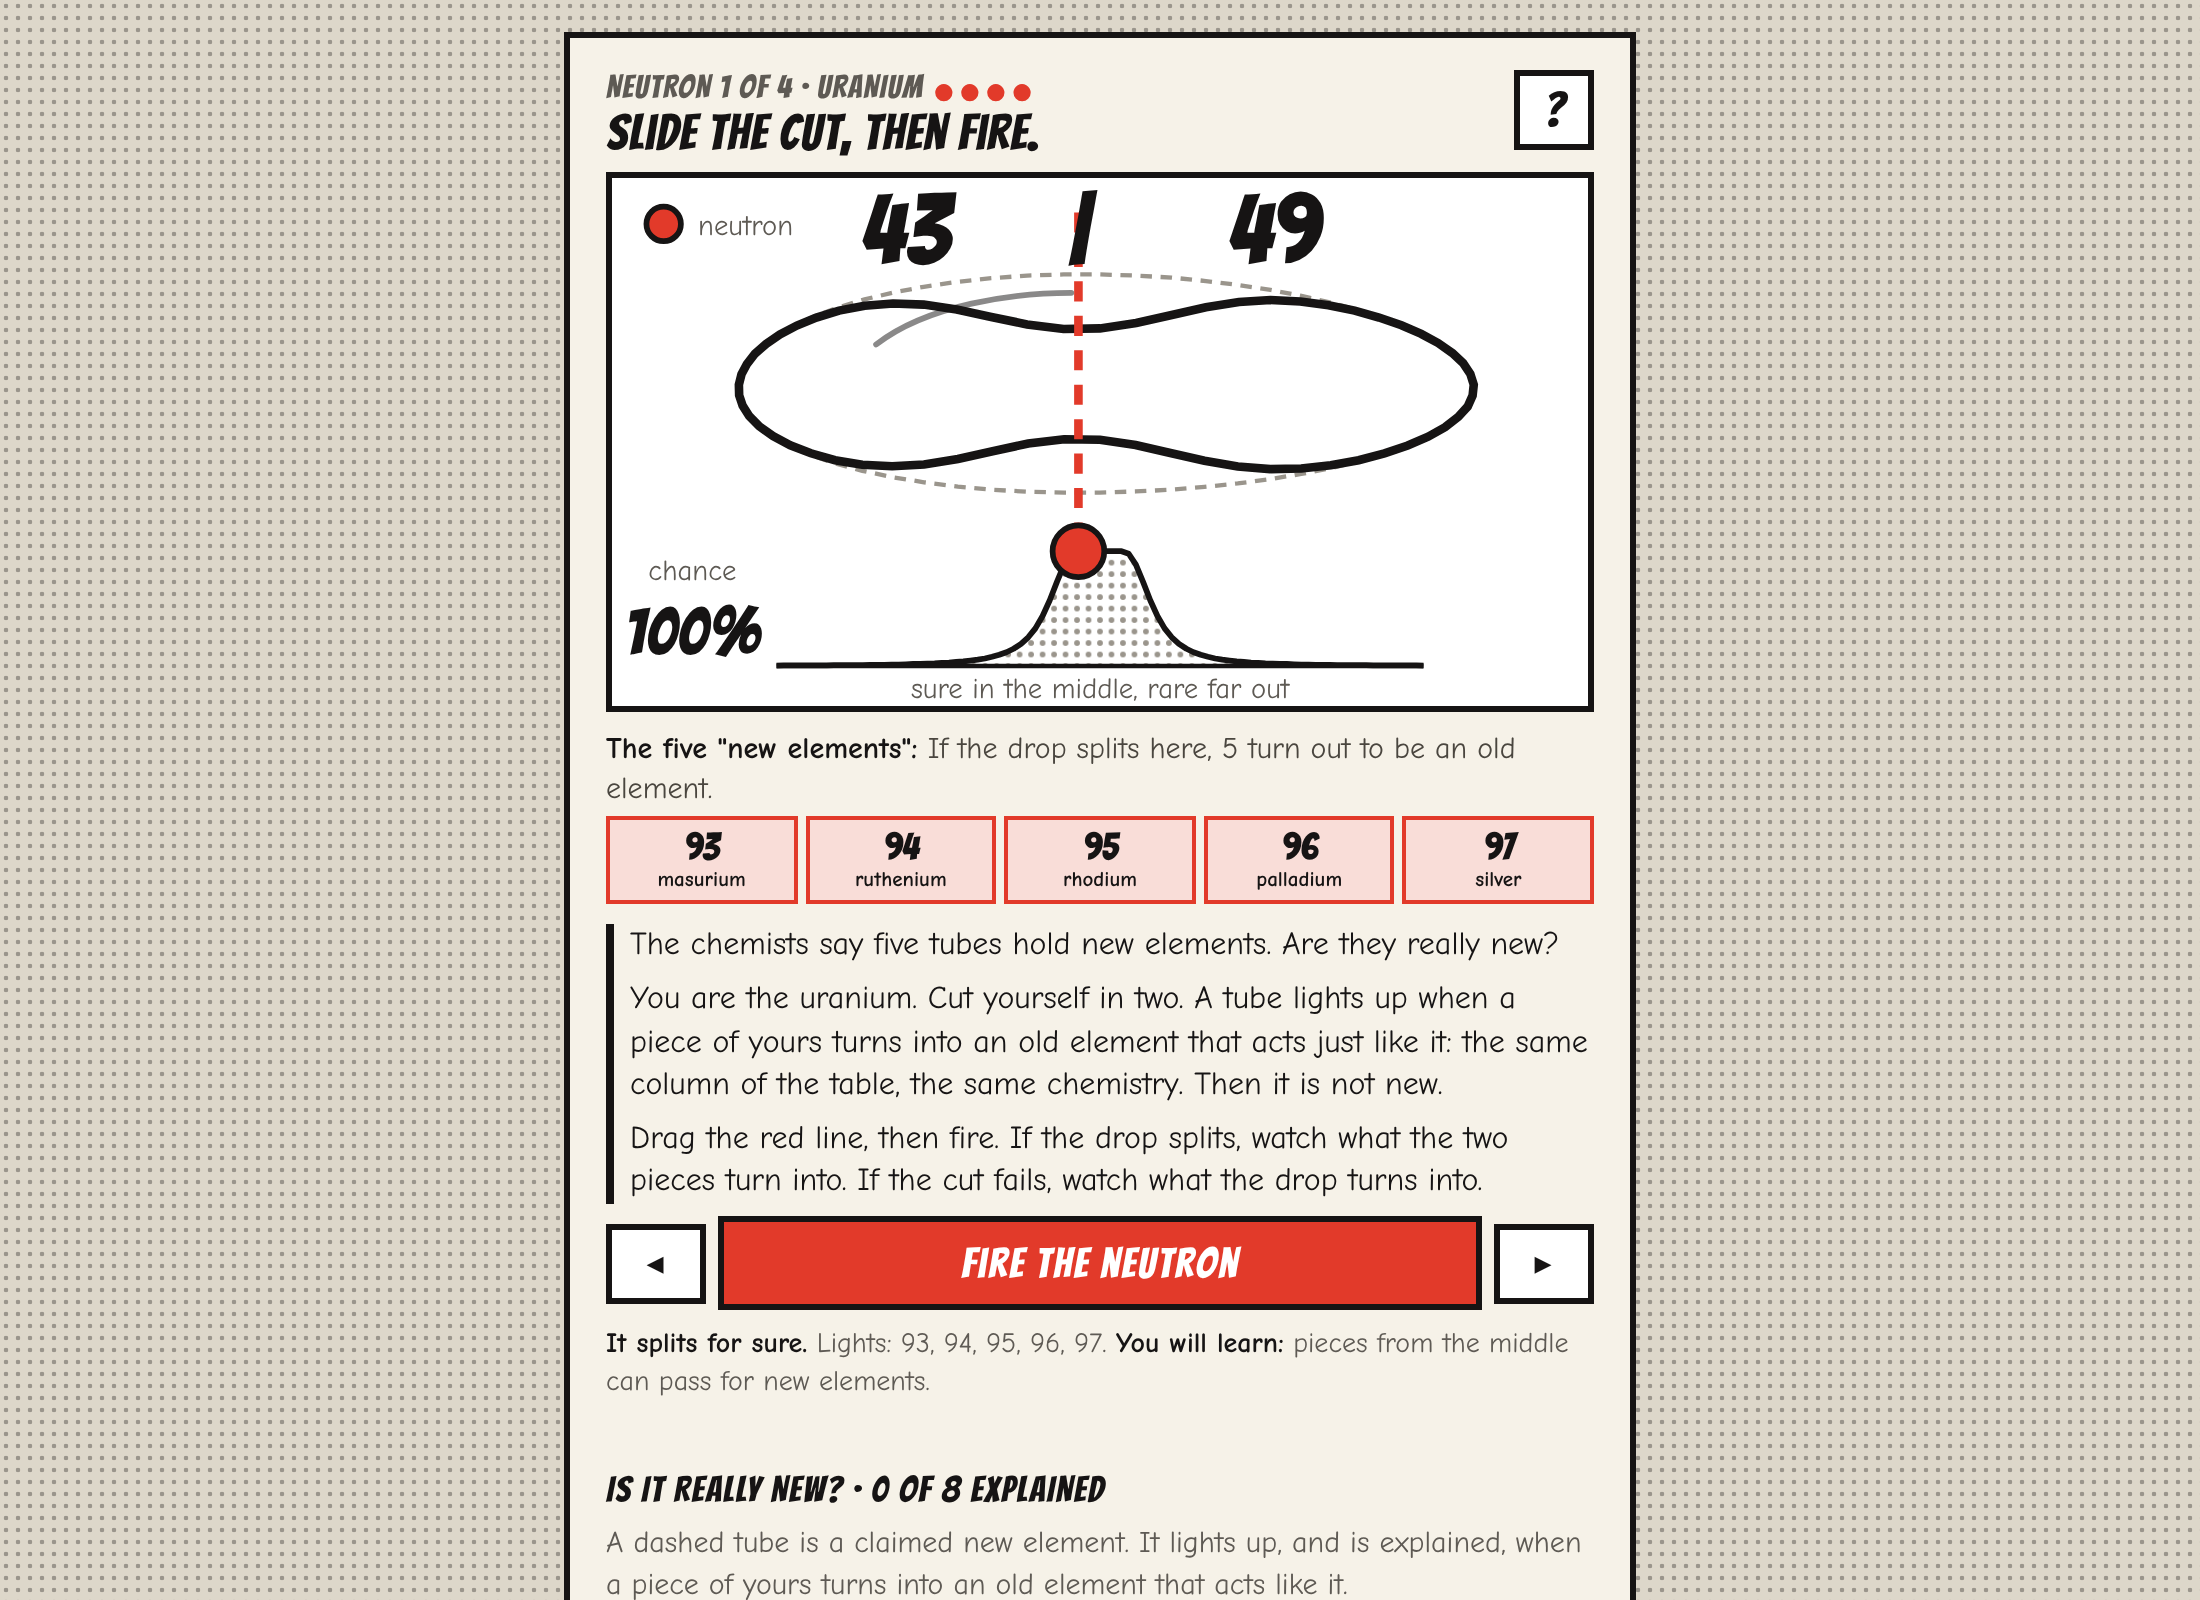 NEUTRON 1 OF 4 · URANIUM
SLIDE THE CUT, THEN FIRE.
?
neutron
43 / 49
chance
100%
sure in the middle, rare far out
The five "new elements": If the drop splits here, 5 turn out to be an old
element.
93 94 95 96 97
masurium ruthenium rhodium palladium silver
The chemists say five tubes hold new elements. Are they really new?
You are the uranium. Cut yourself in two. A tube lights up when a
piece of yours turns into an old element that acts just like it: the same
column of the table, the same chemistry. Then it is not new.
Drag the red line, then fire. If the drop splits, watch what the two
pieces turn into. If the cut fails, watch what the drop turns into.
◄ FIRE THE NEUTRON ►
It splits for sure. Lights: 93, 94, 95, 96, 97. You will learn: pieces from the middle
can pass for new elements.
IS IT REALLY NEW? · 0 OF 8 EXPLAINED
A dashed tube is a claimed new element. It lights up, and is explained, when
a piece of yours turns into an old element that acts like it.